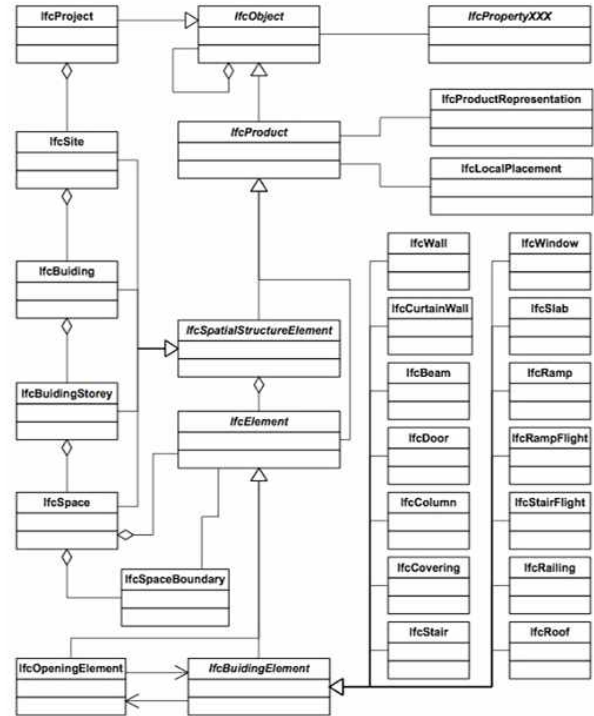 IfcProject
IfcObject
IfcPropertyXXX
IfcProductRepresentation
IfcSite
IfcProduct
IfcLocalPlacement
IfcWall
IfcWindow
IfcBuiding
IfcCurtainWall
IfcSlab
IfcSpatialStructureElement
IfcBeam
IfcRamp
IfcBuidingStorey
IfcElement
IfcDoor
IfcRampFlight
IfcSpace
IfcColumn
IfcStairFlight
IfcSpaceBoundary
IfcCovering
IfcRailing
IfcStair
IfcRoof
IfcOpeningElement
IfcBuidingElement